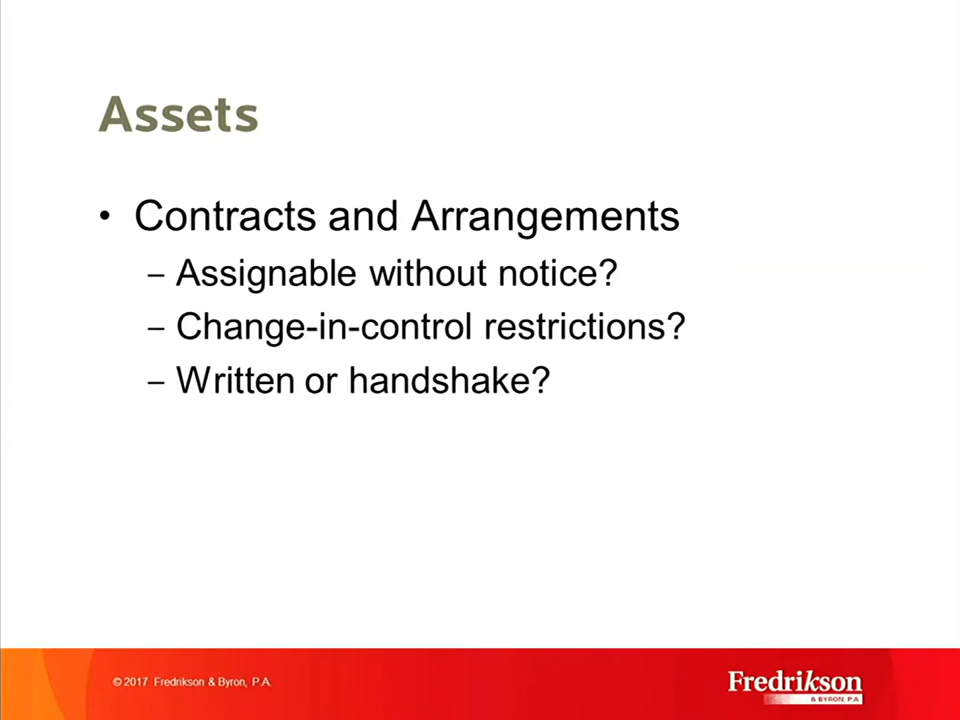 Assets
• Contracts and Arrangements
– Assignable without notice?
– Change-in-control restrictions?
– Written or handshake?
© 2017 Fredrikson & Byron, P.A.
Fredrikson
& BYRON, P.A.